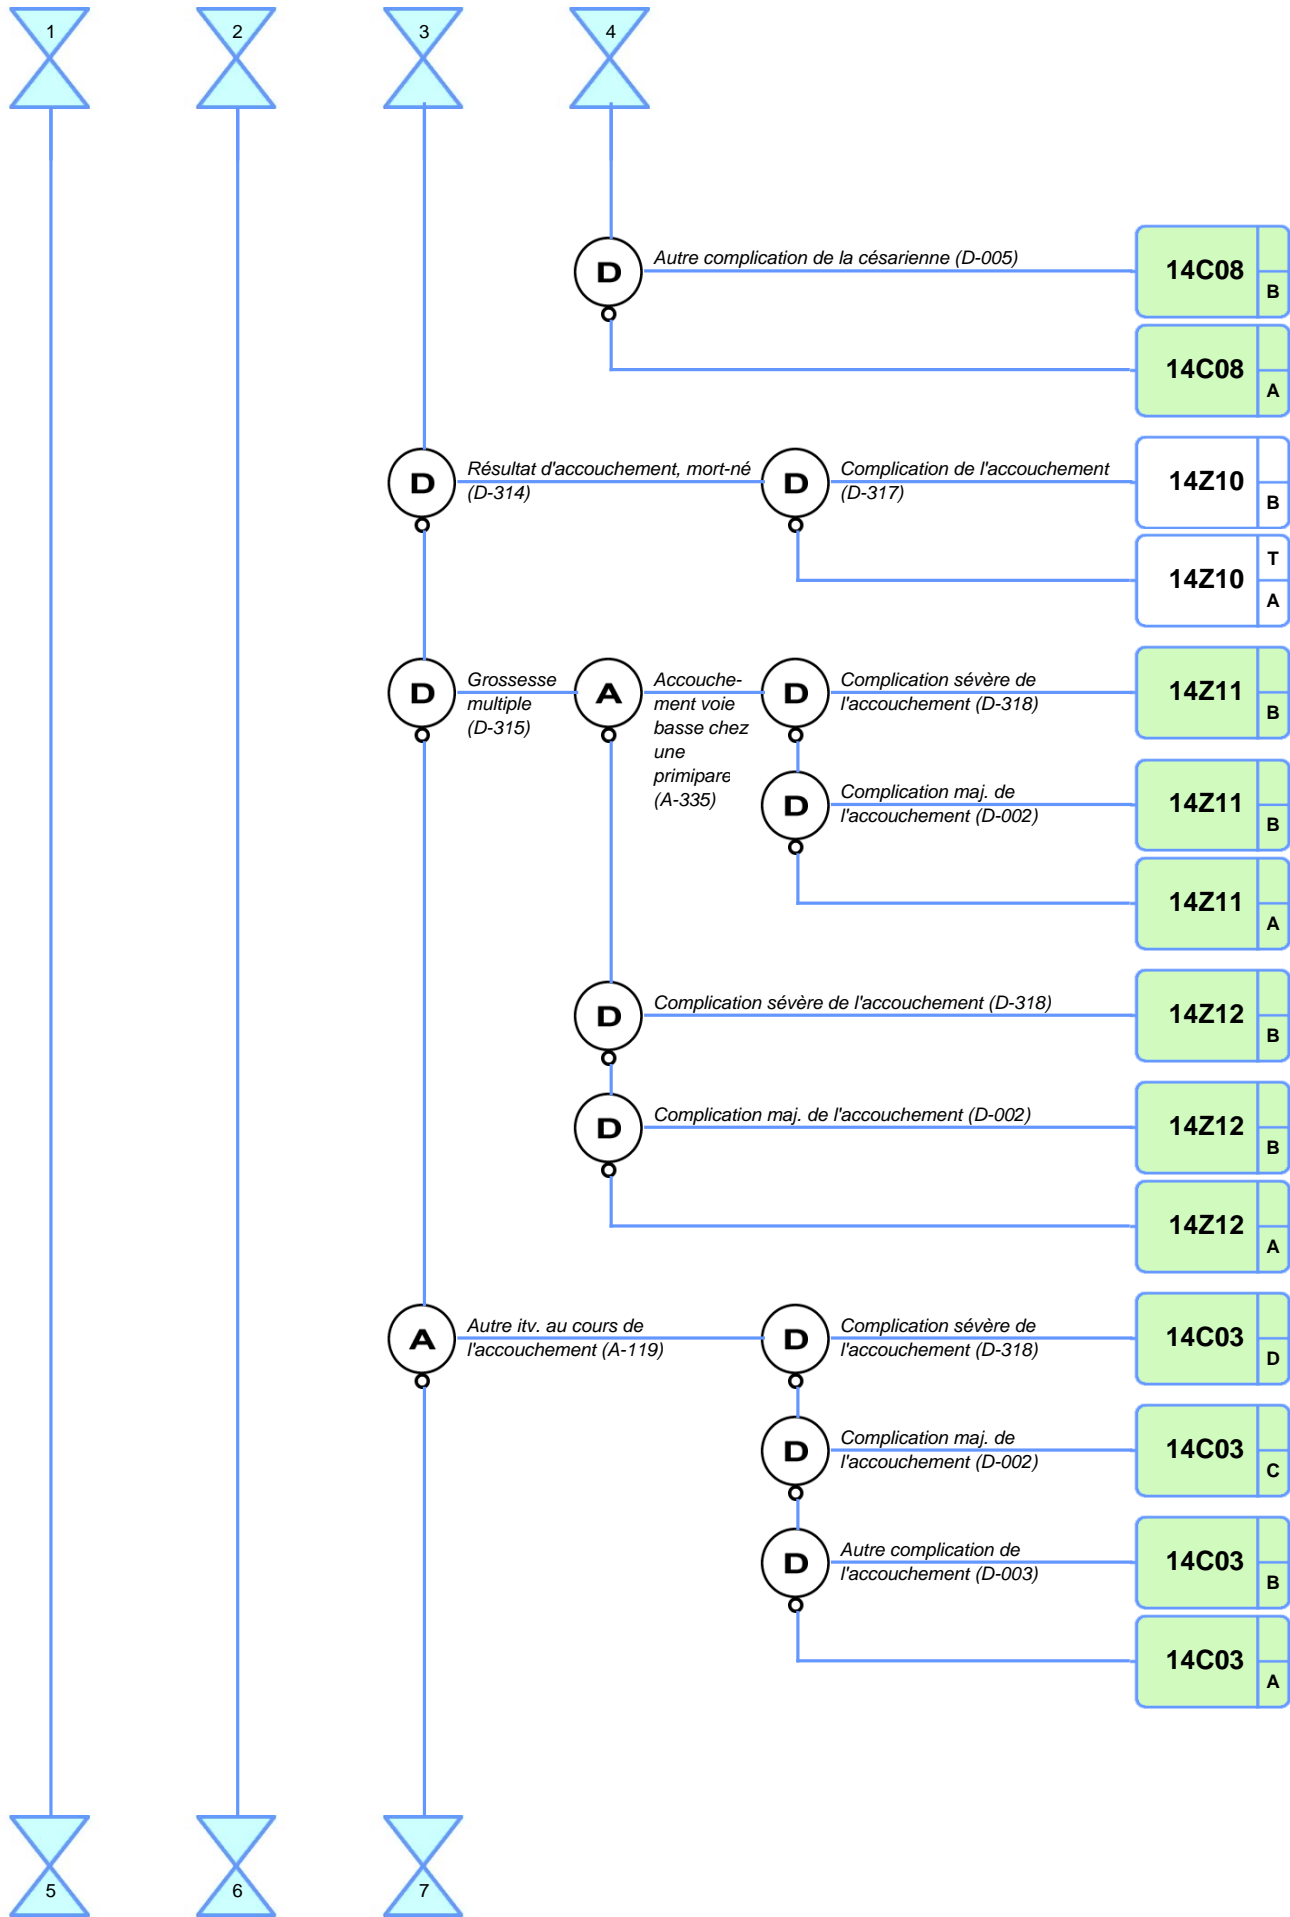 1
2
3
4
D
Autre complication de la césarienne (D-005)
14C08
B
14C08
A
D
Résultat d'accouchement, mort-né
(D-314)
D
Complication de l'accouchement
(D-317)
14Z10
B
14Z10
T
A
D
Grossesse
multiple
(D-315)
A
Accouche-
ment voie
basse chez
une
primipare
(A-335)
D
Complication sévère de
l'accouchement (D-318)
14Z11
B
D
Complication maj. de
l'accouchement (D-002)
14Z11
B
14Z11
A
D
Complication sévère de l'accouchement (D-318)
14Z12
B
D
Complication maj. de l'accouchement (D-002)
14Z12
B
14Z12
A
A
Autre itv. au cours de
l'accouchement (A-119)
D
Complication sévère de
l'accouchement (D-318)
14C03
D
D
Complication maj. de
l'accouchement (D-002)
14C03
C
D
Autre complication de
l'accouchement (D-003)
14C03
B
14C03
A
5
6
7